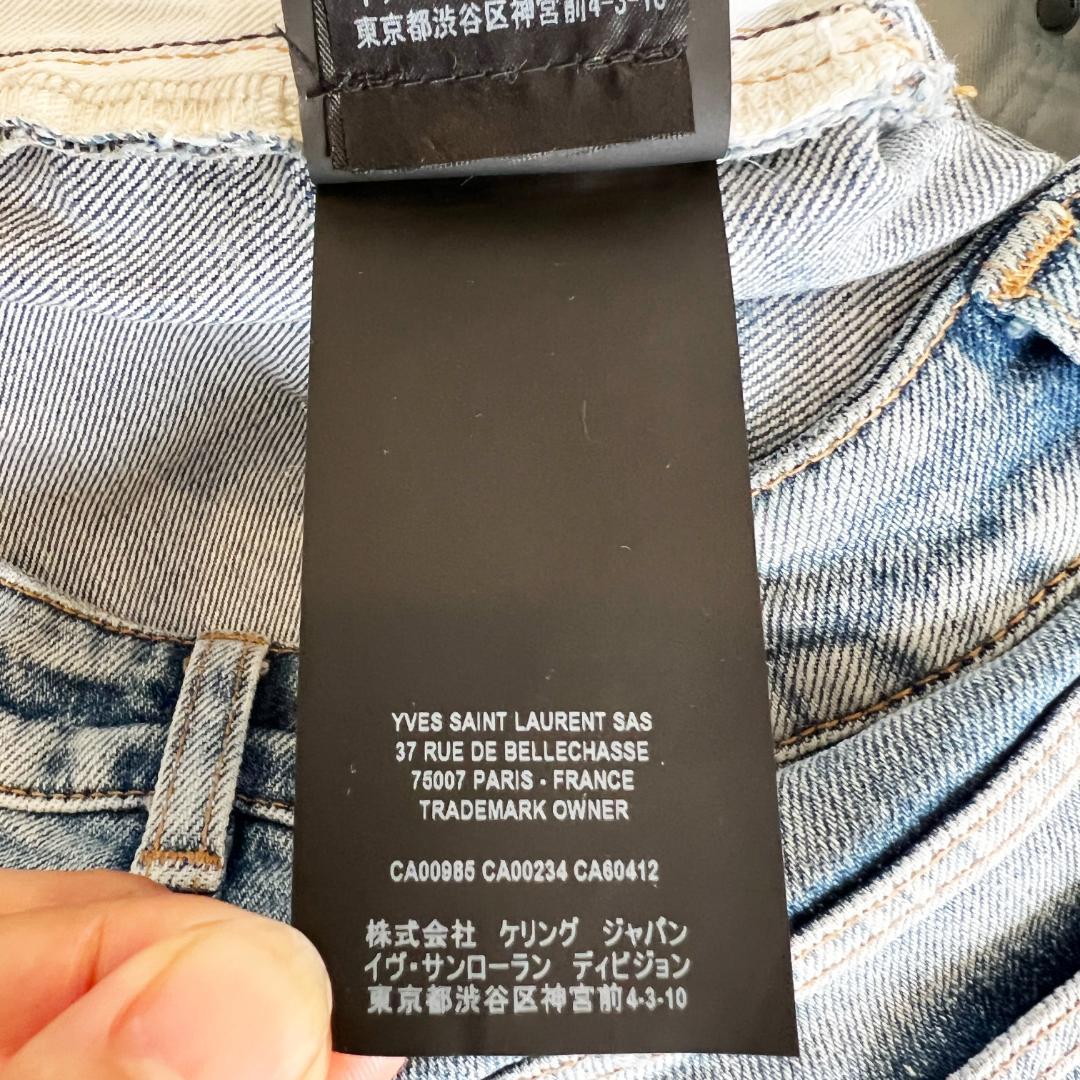 東京都渋谷区神宮前4-3-10
YVES SAINT LAURENT SAS
37 RUE DE BELLECHASSE
75007 PARIS - FRANCE
TRADEMARK OWNER
CA00985 CA00234 CA60412
株式会社 ケリング ジャパン
イヴ・サンローラン ディビジョン
東京都渋谷区神宮前4-3-10